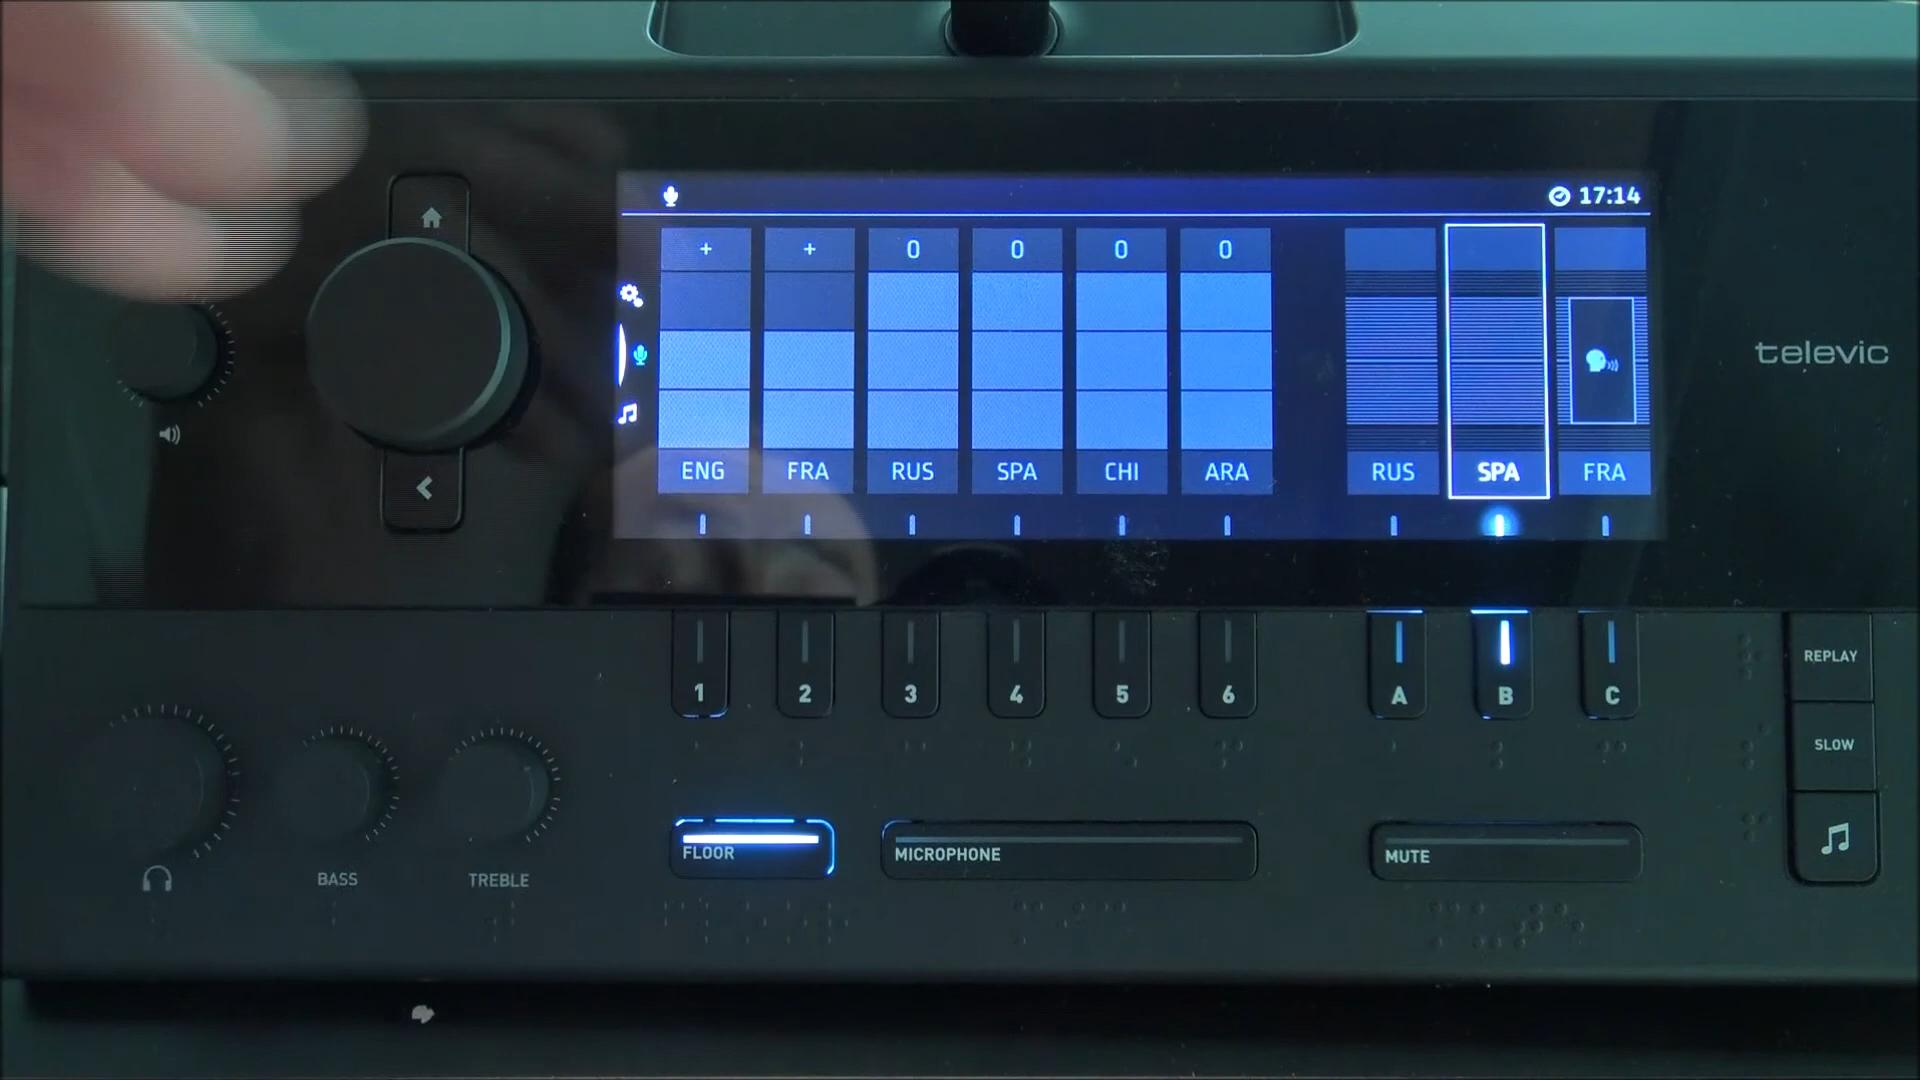 17:14
+ + 0 0 0 0
televic
ENG FRA RUS SPA CHI ARA RUS SPA FRA
1 2 3 4 5 6 A B C
REPLAY
SLOW
FLOOR MICROPHONE MUTE
BASS TREBLE